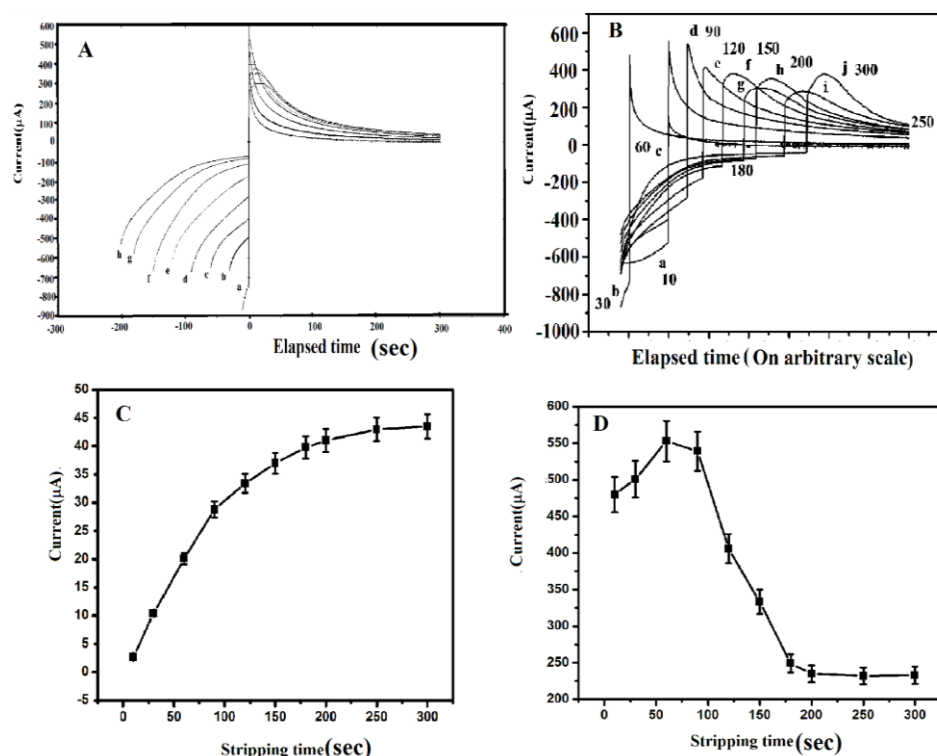 A
600
500
400
300
200
100
0
-100
-200
-300
-400
-500
-600
-700
-800
-900
Current(µA)
h g f e d c b a
-200 -100 0 100 200 300 400
Elapsed time (sec)
B
600
400
200
0
-200
-400
-600
-800
-1000
Current(µA)
d 90
e 120 f 150 h 200 j 300
g i
250
60 c
180
a
10
b
30
Elapsed time ( On arbitrary scale)
C
50
45
40
35
30
25
20
15
10
5
0
-5
Current(µA)
0 50 100 150 200 250 300
Stripping time(sec)
D
600
550
500
450
400
350
300
250
200
Current(µA)
0 50 100 150 200 250 300
Stripping time (sec)